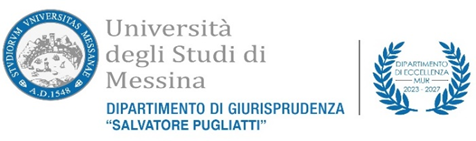 STUDIORUM UNIVERSITAS MESSANAE
A.D. 1548
Università
degli Studi di
Messina
DIPARTIMENTO DI GIURISPRUDENZA
“SALVATORE PUGLIATTI”
DIPARTIMENTO
DI ECCELLENZA
MUR
2023 - 2027